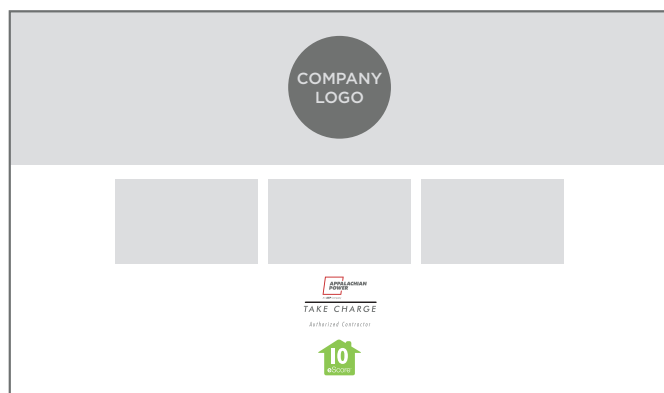 COMPANY
LOGO
APPALACHIAN
POWER
TAKE CHARGE
Authorized Contractor
10
eScore